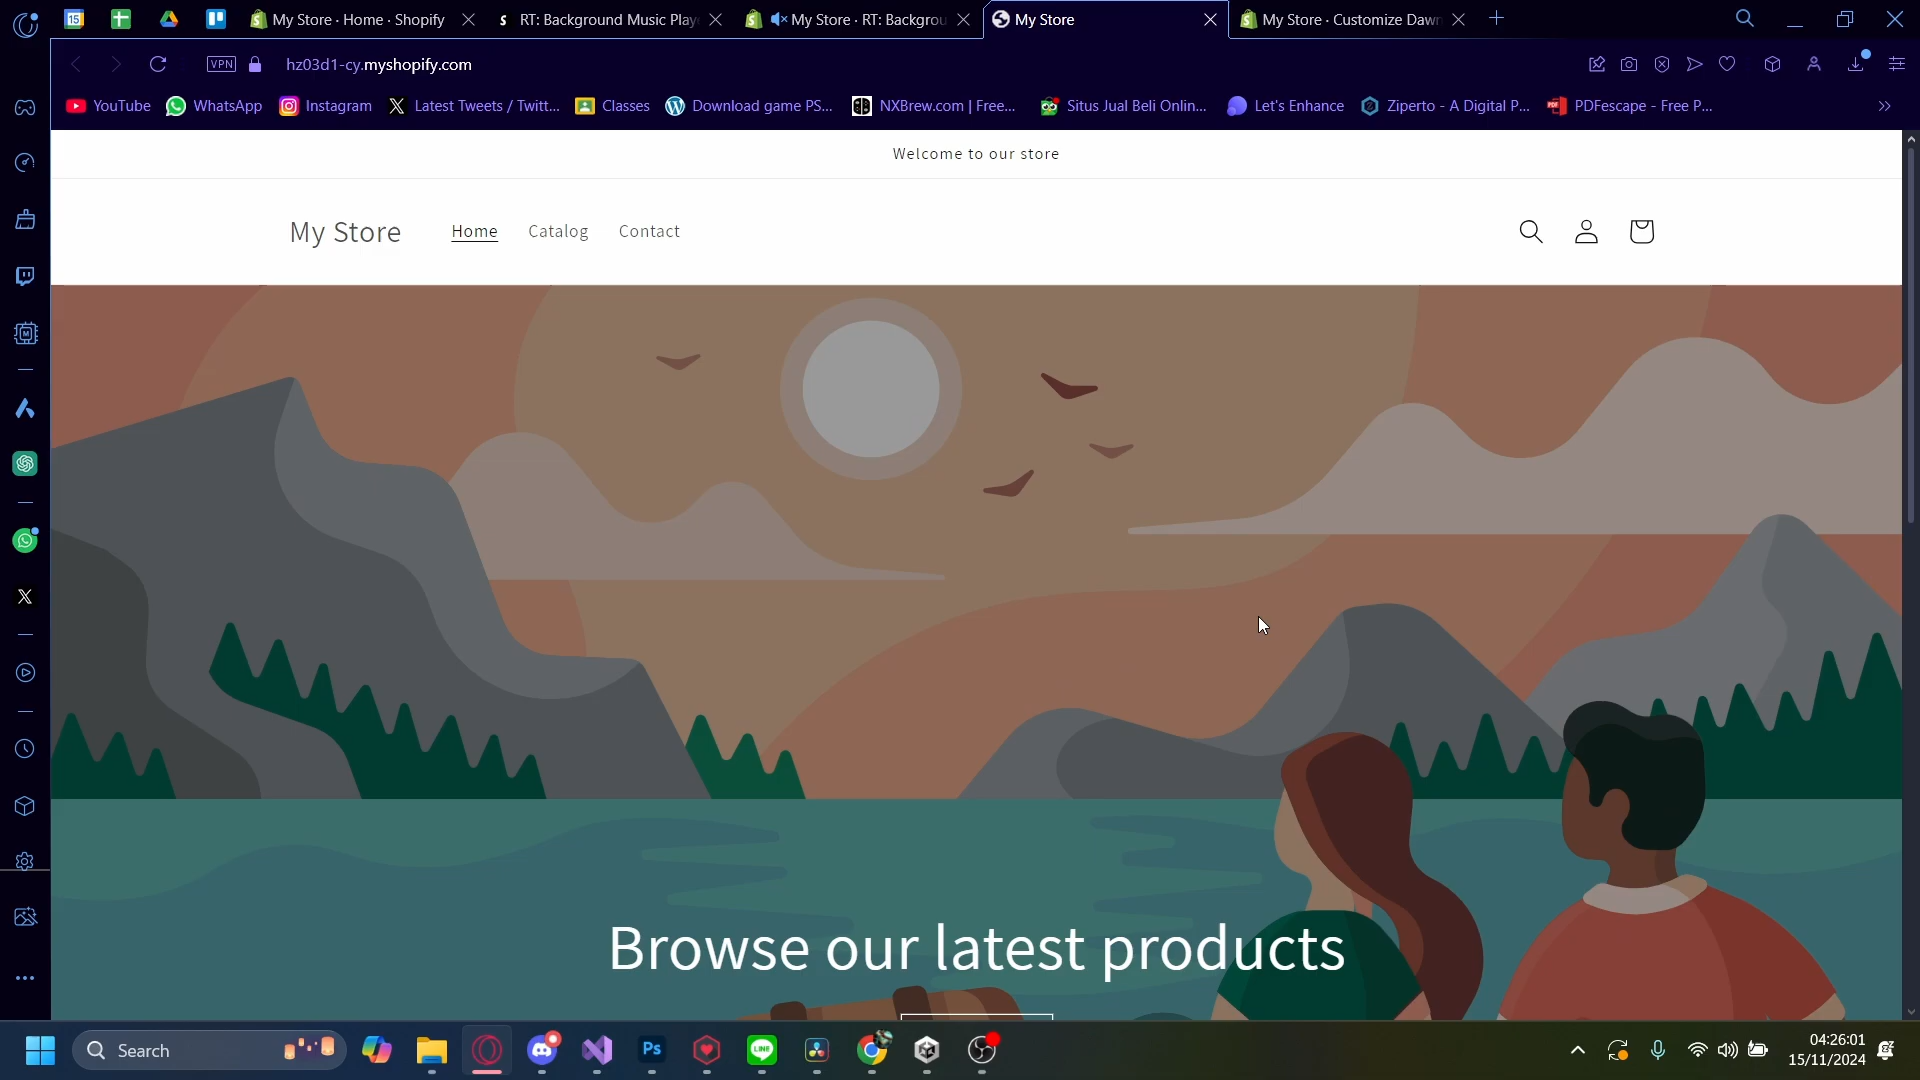 My Store · Home · Shopify
RT: Background Music Play
My Store · RT: Backgrou
My Store
My Store · Customize Dawn
VPN
hz03d1-cy.myshopify.com
YouTube
WhatsApp
Instagram
Latest Tweets / Twitt...
Classes
Download game PS...
NXBrew.com | Free...
Situs Jual Beli Onlin...
Let's Enhance
Ziperto - A Digital P...
PDFescape - Free P...
Welcome to our store
My Store
Home
Catalog
Contact
Browse our latest products
Search
Ps
LINE
04:26:01
15/11/2024